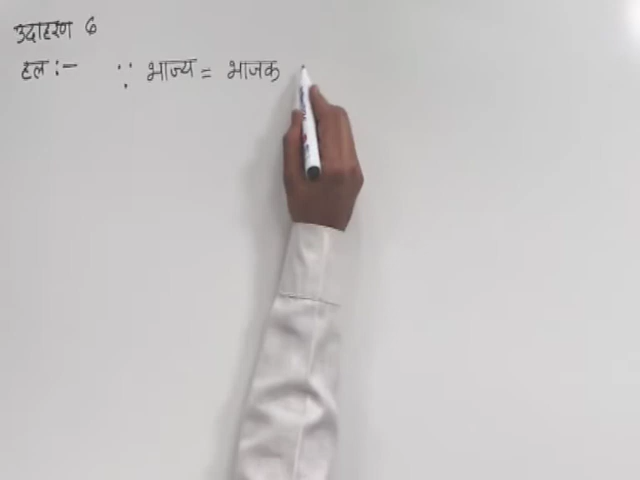 उदाहरण 6
हल :- ∵ भाज्य = भाजक